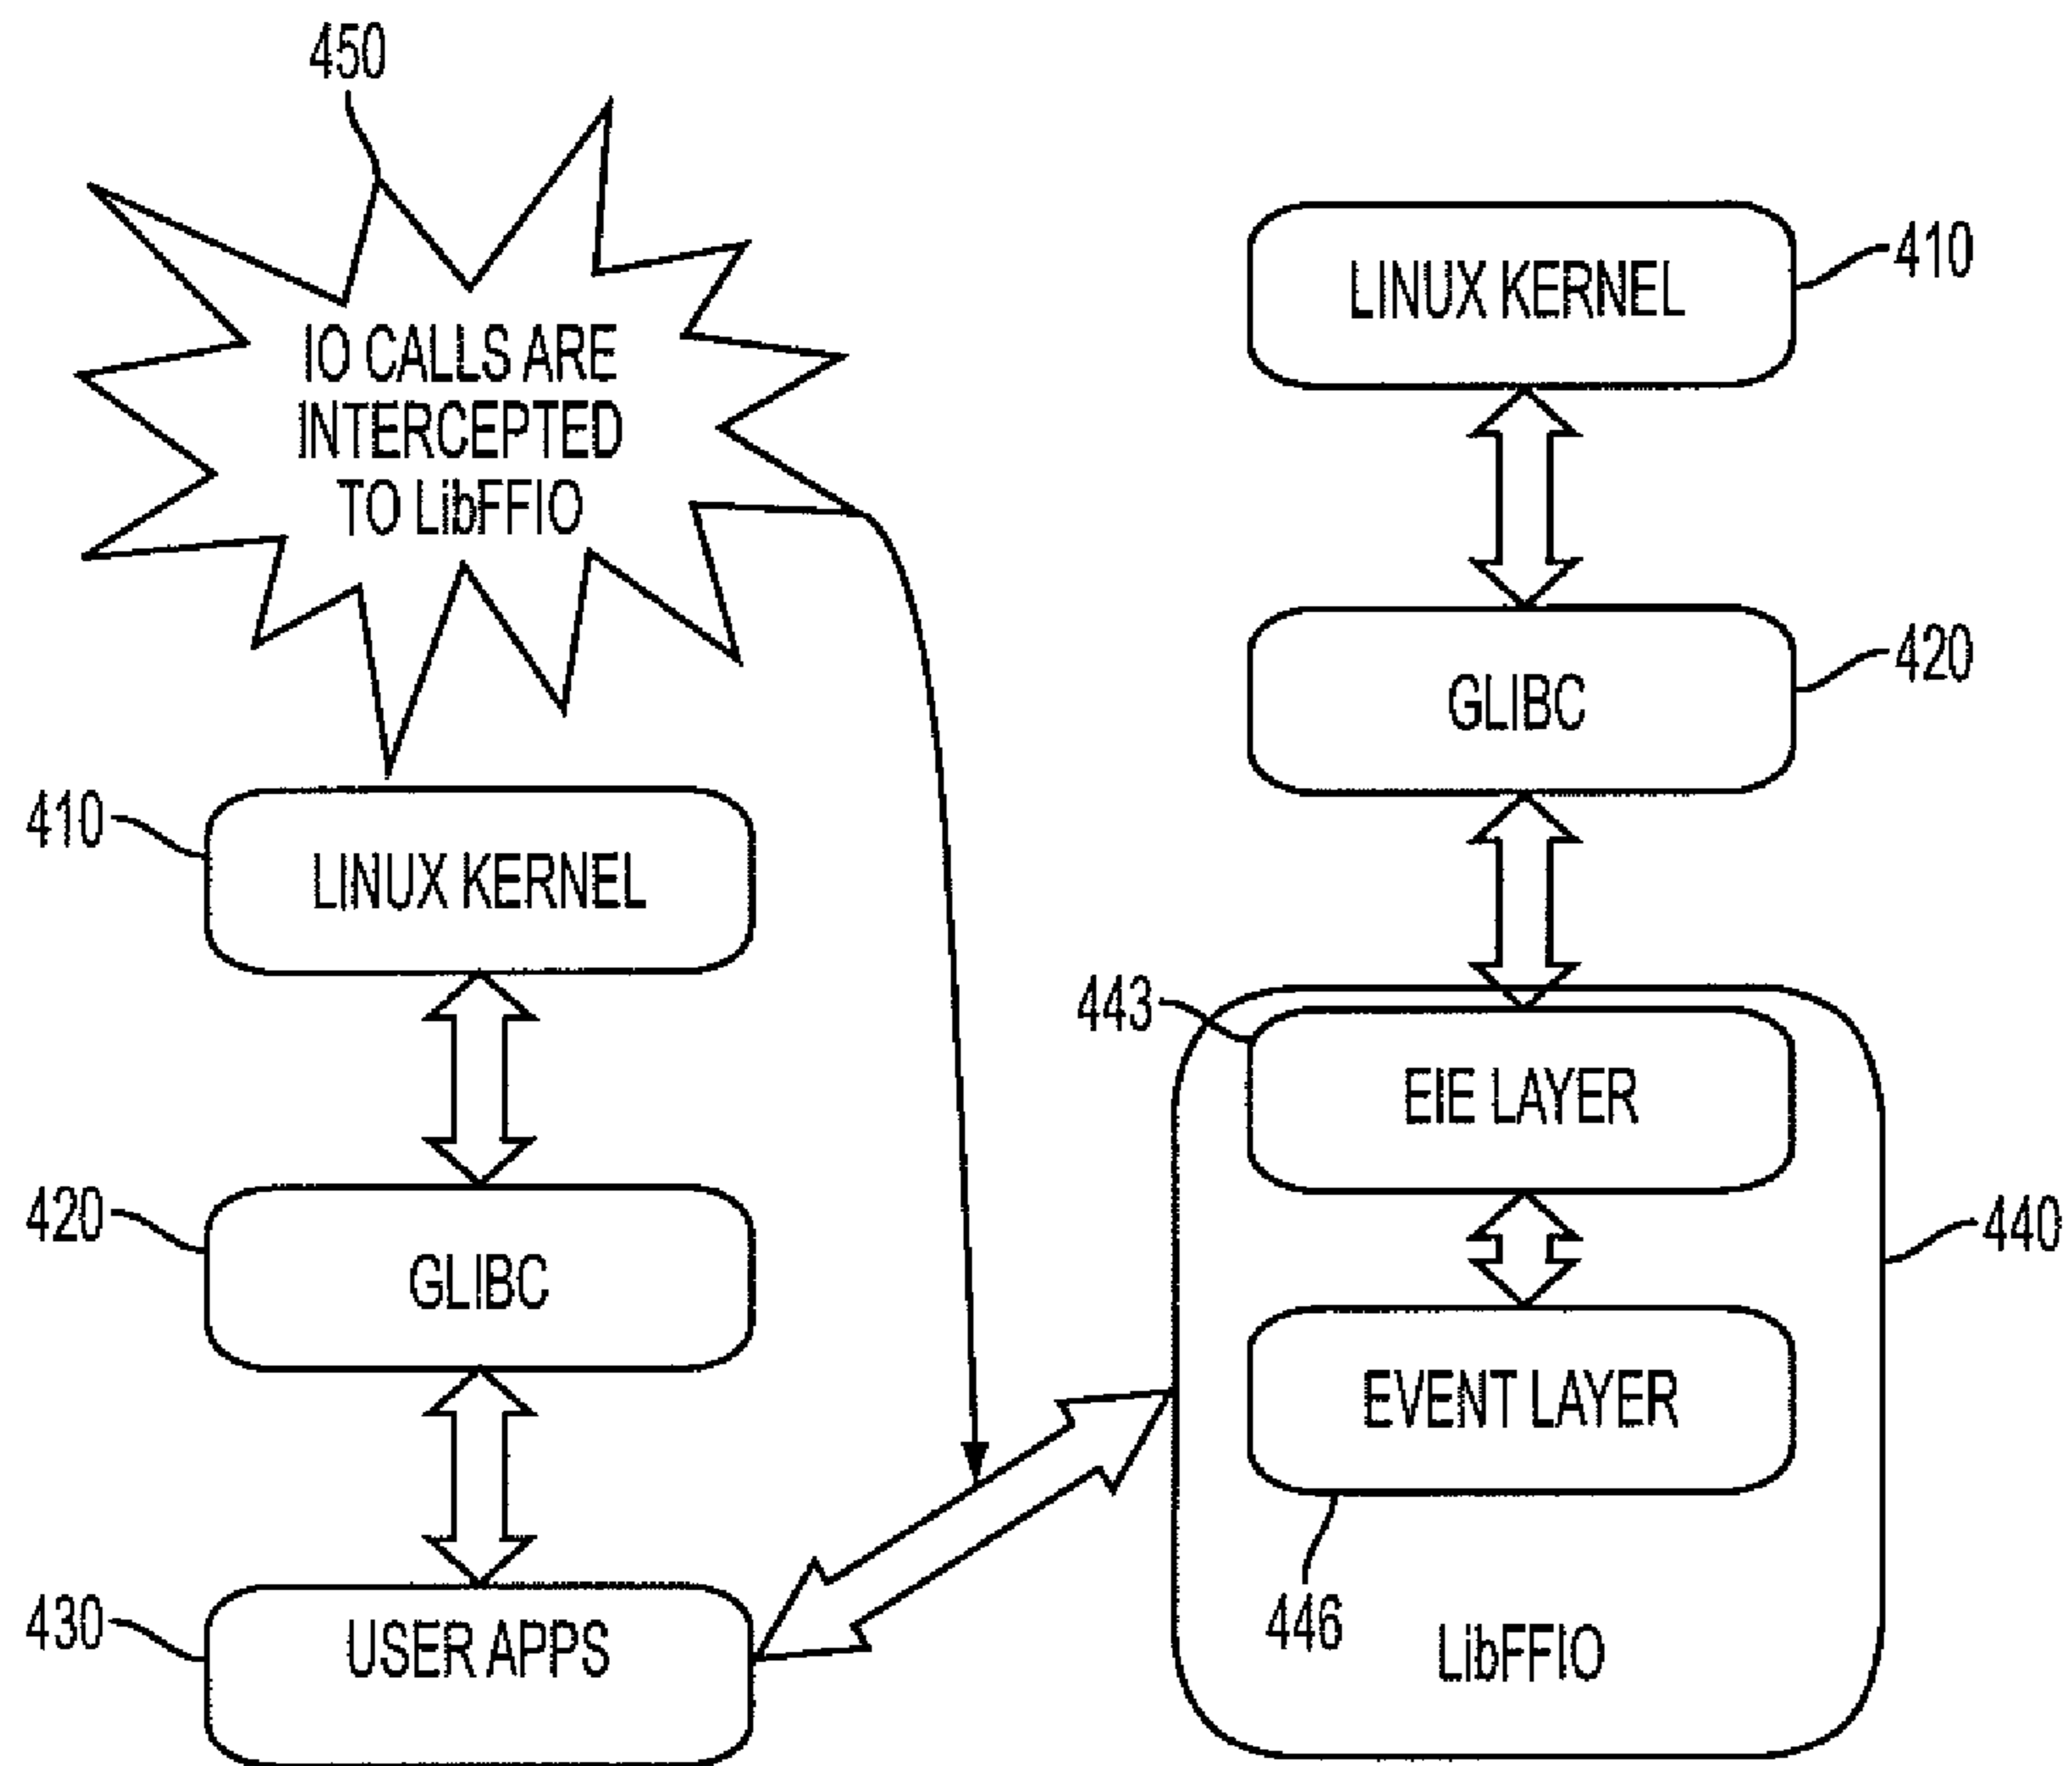 450
IO CALLS ARE
INTERCEPTED
TO LibFFIO
410
LINUX KERNEL
420
GLIBC
430
USER APPS
LINUX KERNEL
410
GLIBC
420
443
EIE LAYER
440
EVENT LAYER
446
LibFFIO